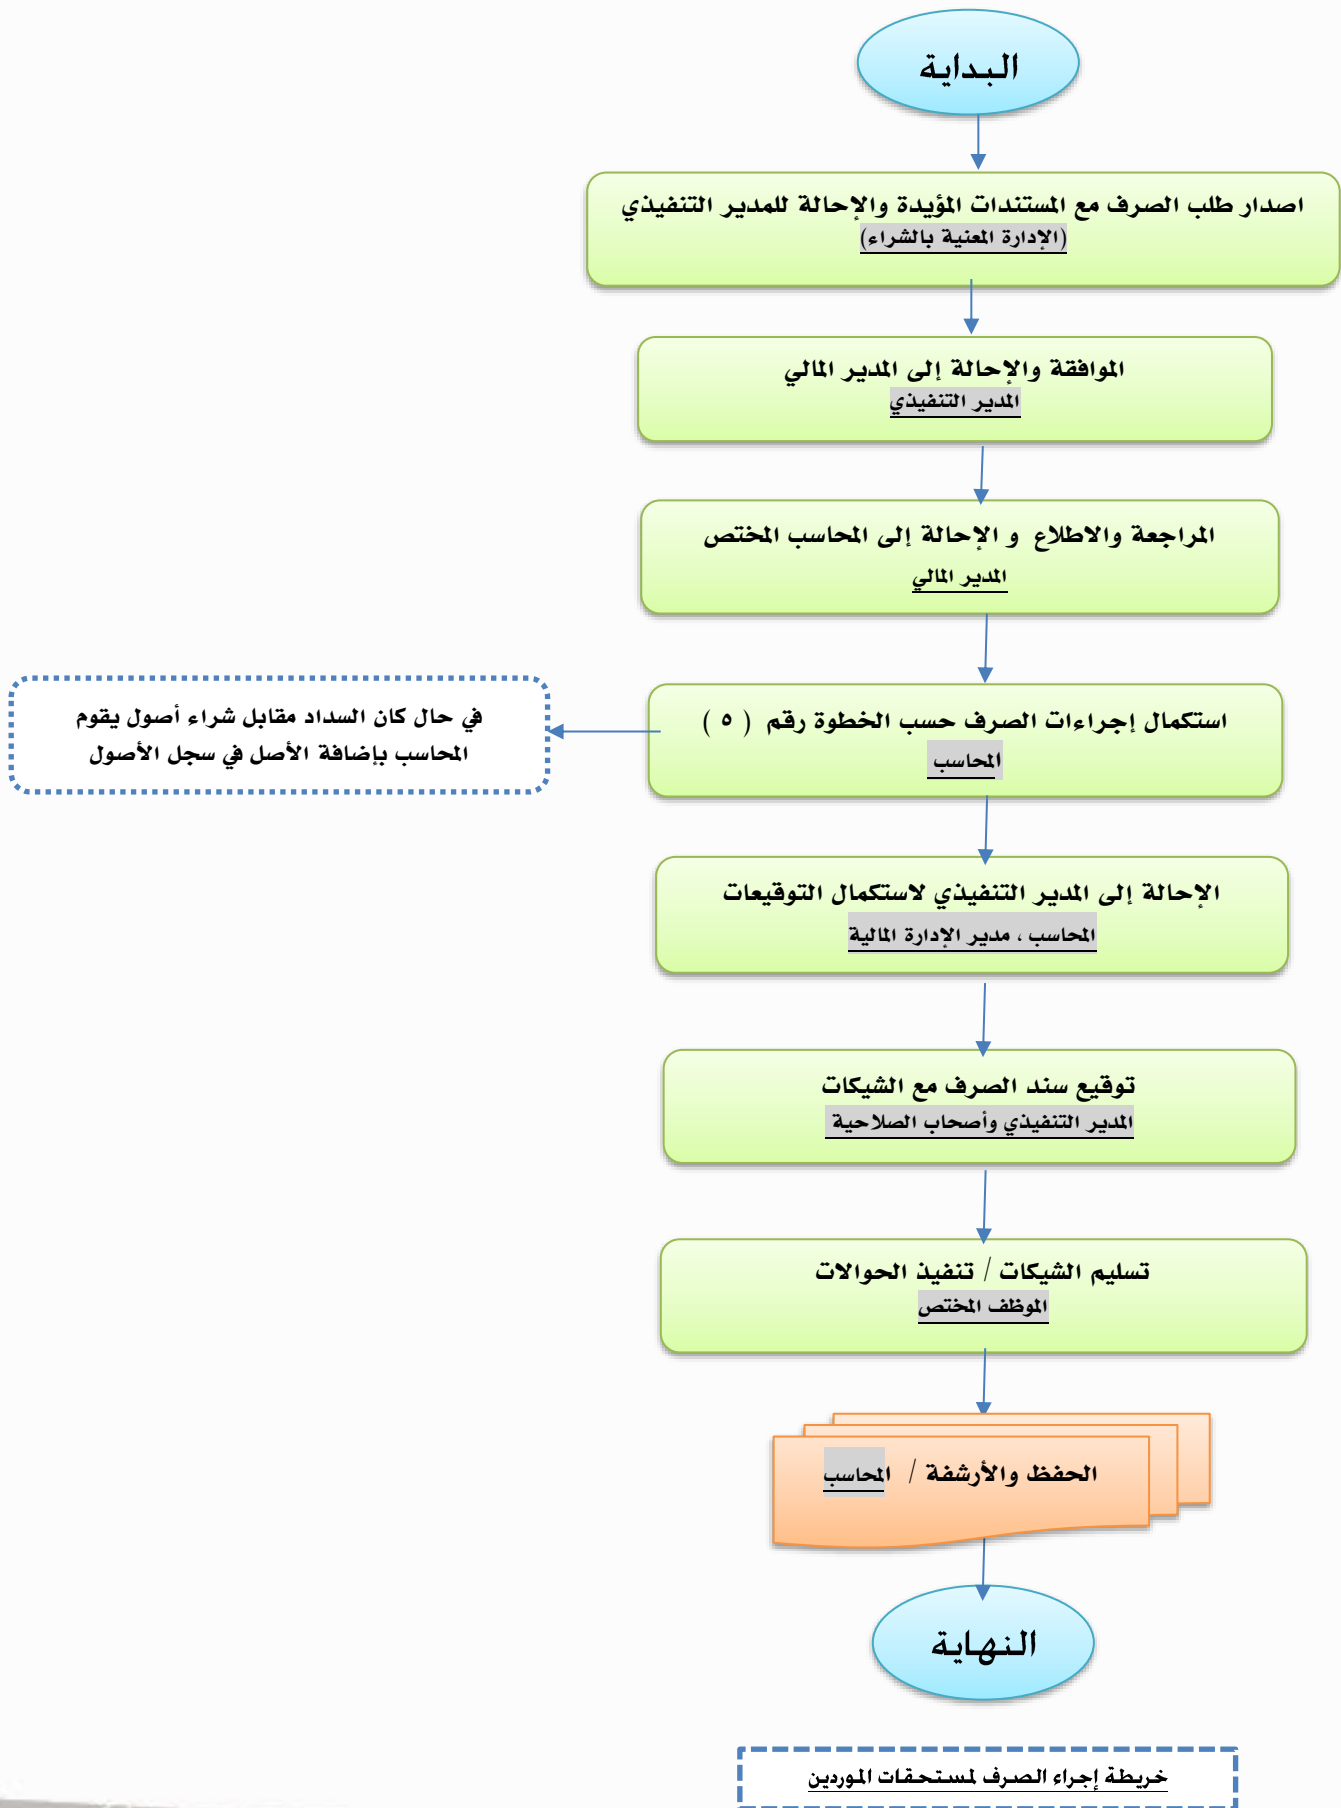 البداية
اصدار طلب الصرف مع المستندات المؤيدة والإحالة للمدير التنفيذي
(الإدارة المعنية بالشراء)
الموافقة والإحالة إلى المدير المالي
المدير التنفيذي
المراجعة والاطلاع و الإحالة إلى المحاسب المختص
المدير المالي
استكمال إجراءات الصرف حسب الخطوة رقم ( ٥ )
المحاسب
في حال كان السداد مقابل شراء أصول يقوم
المحاسب بإضافة الأصل في سجل الأصول
الإحالة إلى المدير التنفيذي لاستكمال التوقيعات
المحاسب ، مدير الإدارة المالية
توقيع سند الصرف مع الشيكات
المدير التنفيذي وأصحاب الصلاحية
تسليم الشيكات / تنفيذ الحوالات
الموظف المختص
الحفظ والأرشفة / المحاسب
النهاية
خريطة إجراء الصرف لمستحقات الموردين